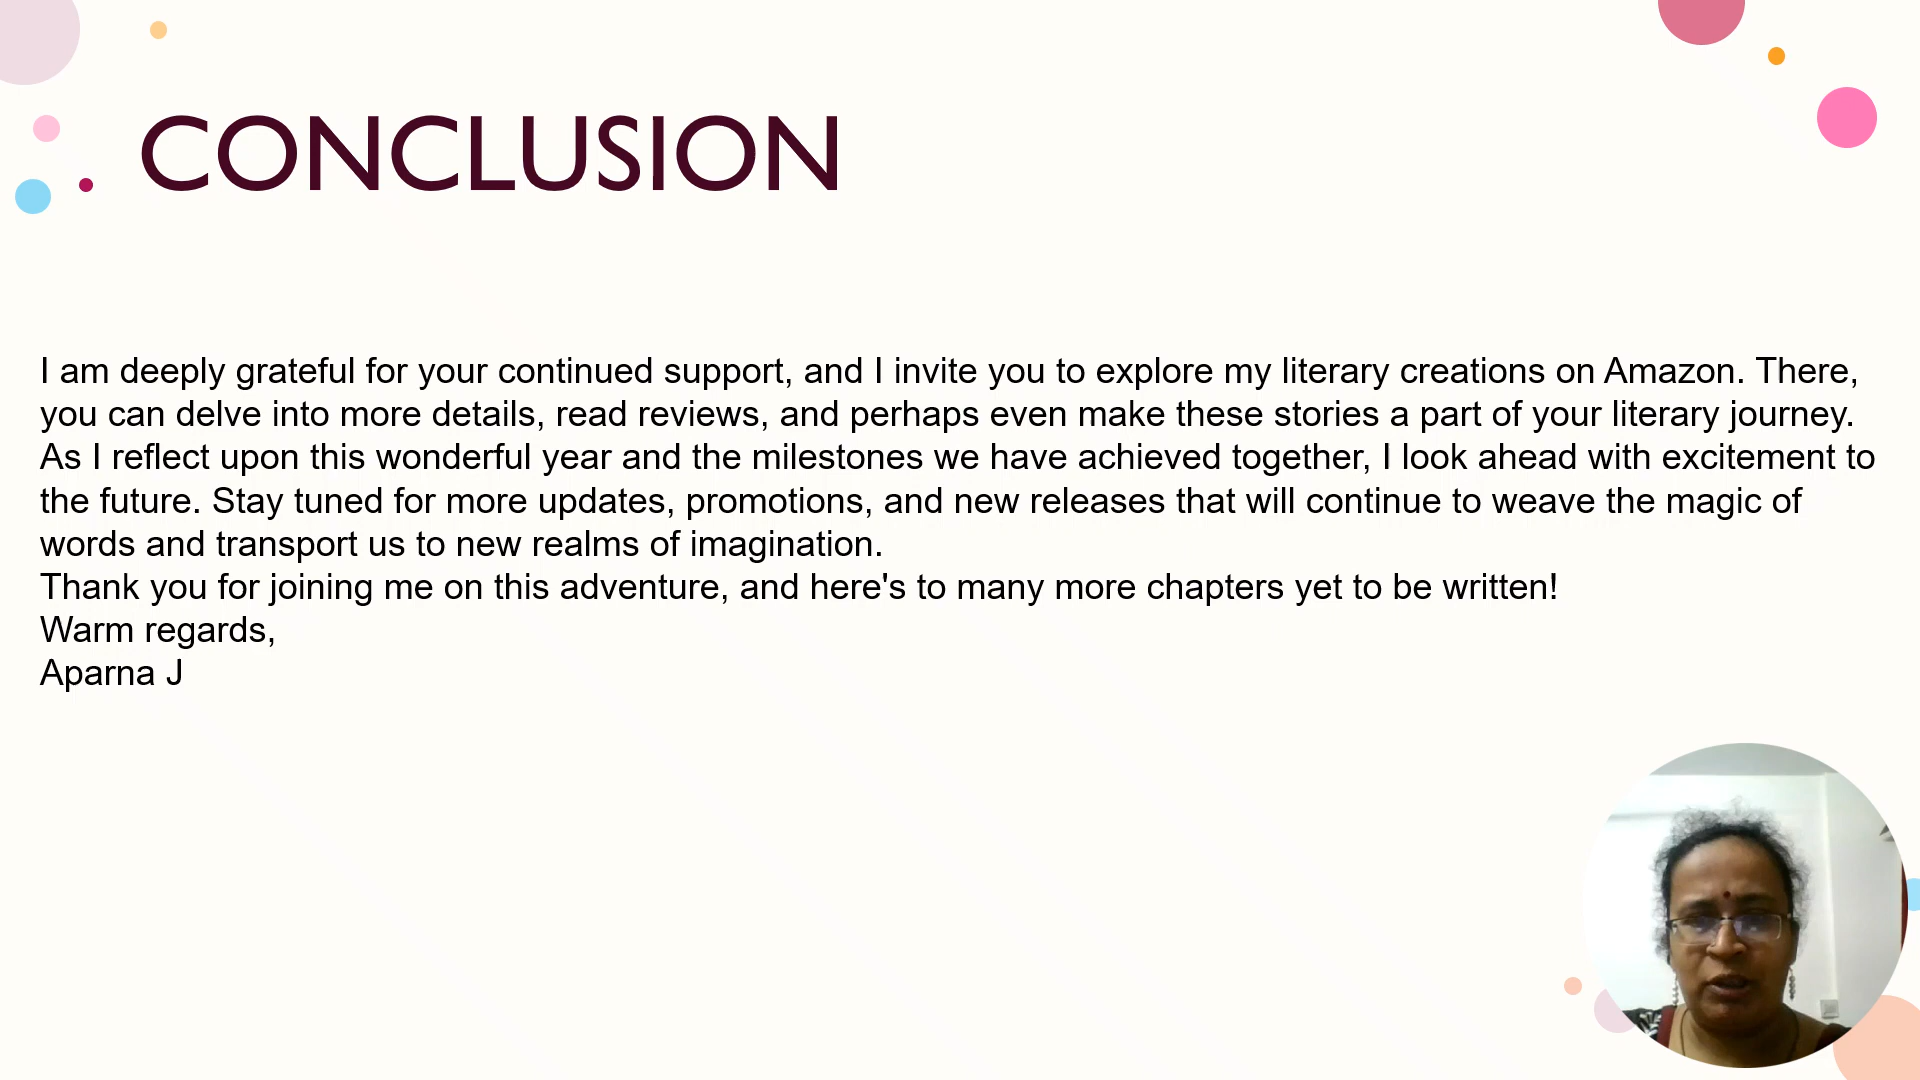 CONCLUSION
I am deeply grateful for your continued support, and I invite you to explore my literary creations on Amazon. There,
you can delve into more details, read reviews, and perhaps even make these stories a part of your literary journey.
As I reflect upon this wonderful year and the milestones we have achieved together, I look ahead with excitement to
the future. Stay tuned for more updates, promotions, and new releases that will continue to weave the magic of
words and transport us to new realms of imagination.
Thank you for joining me on this adventure, and here's to many more chapters yet to be written!
Warm regards,
Aparna J